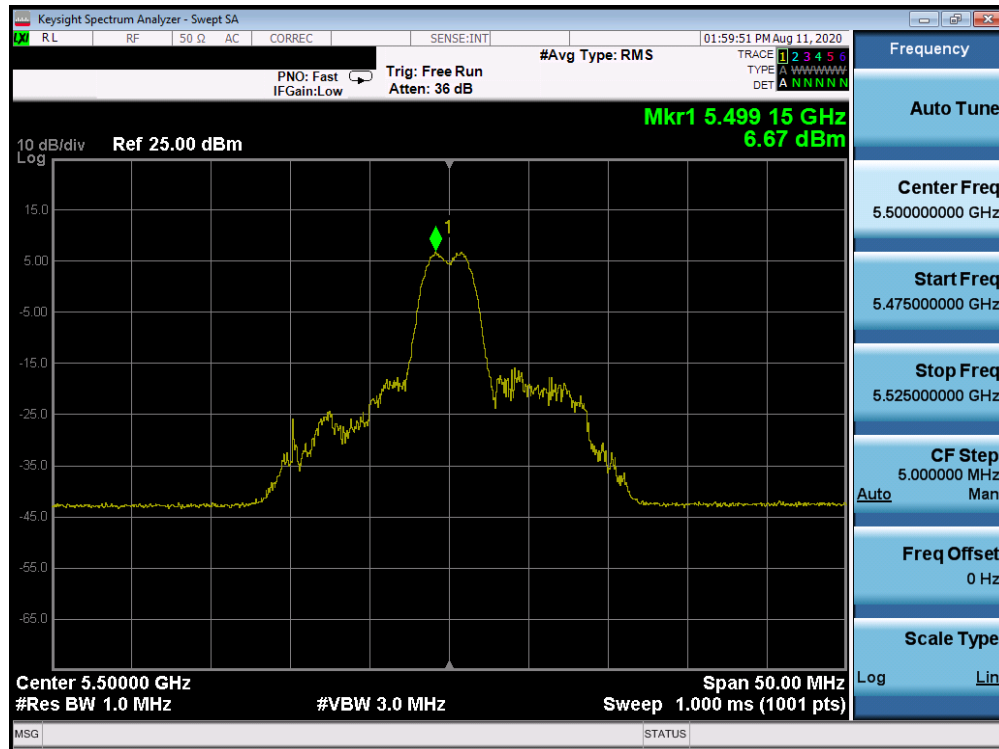 Keysight Spectrum Analyzer - Swept SA
LXI RL RF 50 Ω AC CORREC SENSE:INT 01:59:51 PM Aug 11, 2020
#Avg Type: RMS
TRACE 1 2 3 4 5 6
PNO: Fast Trig: Free Run
TYPE A WWWWW
IFGain:Low Atten: 36 dB
DET A N N N N N
Mkr1 5.499 15 GHz
6.67 dBm
10 dB/div Ref 25.00 dBm
Log
1
15.0
5.00
-5.00
-15.0
-25.0
-35.0
-45.0
-55.0
-65.0
Center 5.50000 GHz Span 50.00 MHz
#Res BW 1.0 MHz #VBW 3.0 MHz Sweep 1.000 ms (1001 pts)
MSG STATUS
Frequency
Auto Tune
Center Freq
5.500000000 GHz
Start Freq
5.475000000 GHz
Stop Freq
5.525000000 GHz
CF Step
5.000000 MHz
Auto Man
Freq Offset
0 Hz
Scale Type
Log Lin